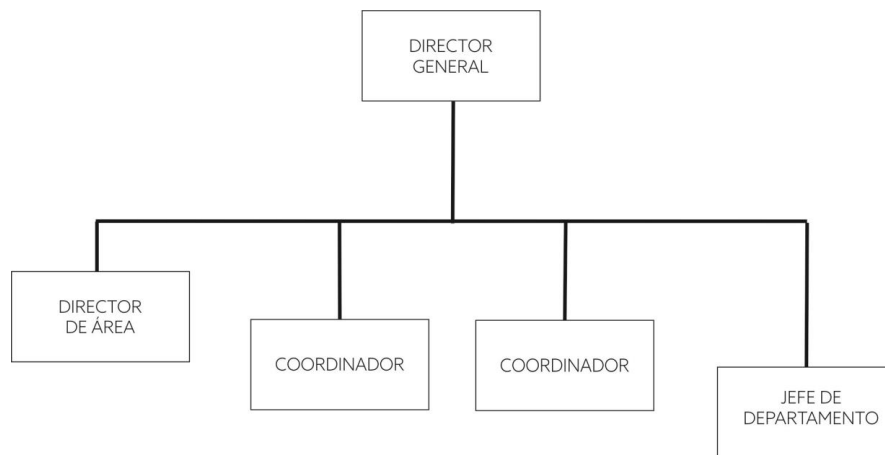 DIRECTOR
GENERAL
DIRECTOR
DE ÁREA
COORDINADOR
COORDINADOR
JEFE DE
DEPARTAMENTO